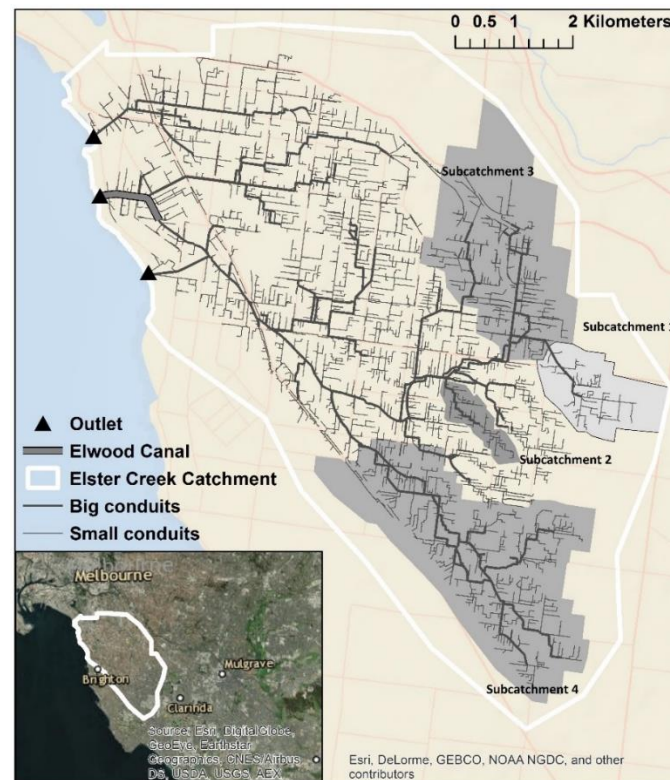 0 0.5 1 2 Kilometers
Subcatchment 3
Subcatchment 1
Subcatchment 2
Outlet
Elwood Canal
Elster Creek Catchment
Big conduits
Small conduits
Subcatchment 4
Melbourne
Brighton
Mulgrave
Clarinda
Source: Esri, DigitalGlobe,
GeoEye, Earthstar
Geographics, CNES/Airbus
DS, USDA, USGS, AEX,
Esri, DeLorme, GEBCO, NOAA NGDC, and other
contributors